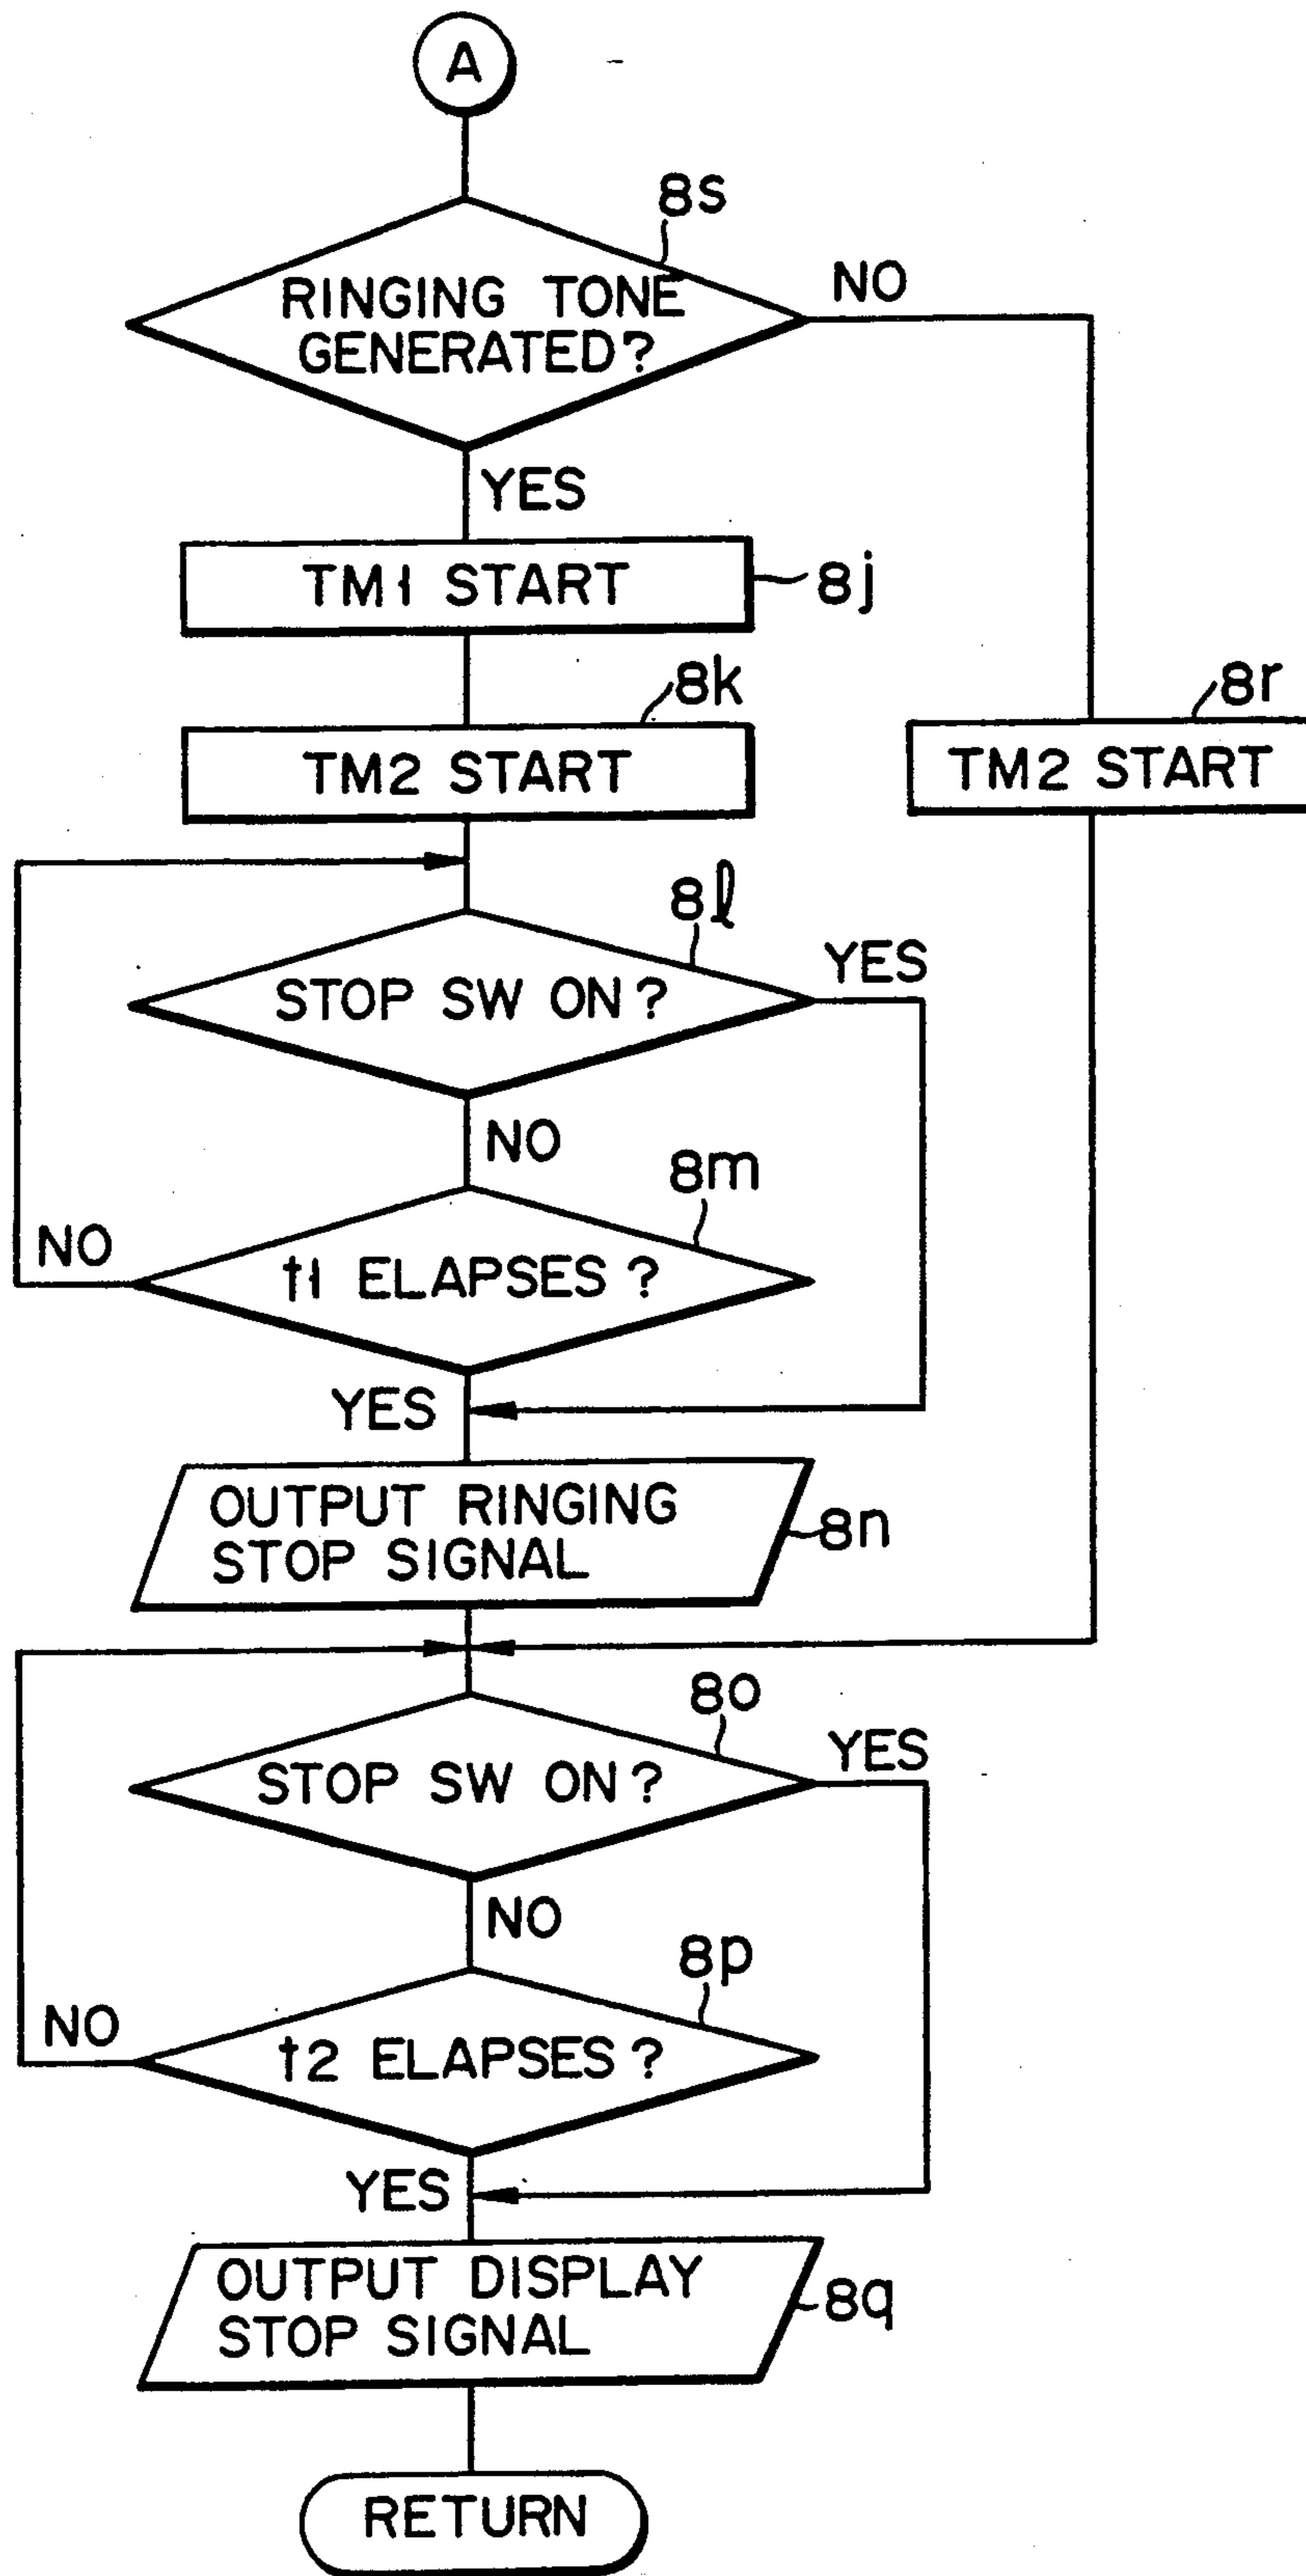 A
8s
RINGING TONE
GENERATED?
NO
YES
TM1 START
8j
8k
TM2 START
8r
TM2 START
8l
STOP SW ON?
YES
NO
8m
t1 ELAPSES?
NO
YES
OUTPUT RINGING
STOP SIGNAL
8n
8o
STOP SW ON?
YES
NO
8p
t2 ELAPSES?
NO
YES
OUTPUT DISPLAY
STOP SIGNAL
8q
RETURN